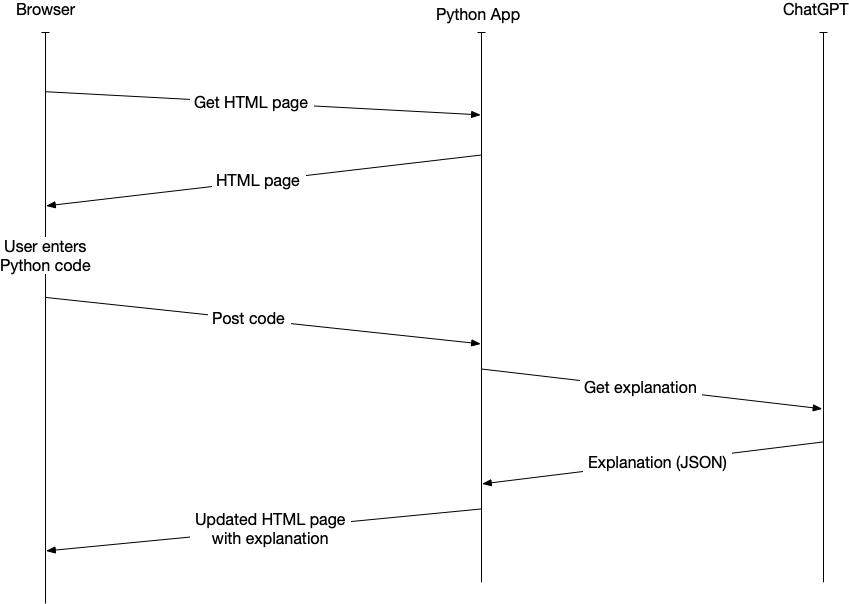 Browser
Python App
ChatGPT
Get HTML page
HTML page
User enters
Python code
Post code
Get explanation
Explanation (JSON)
Updated HTML page
with explanation